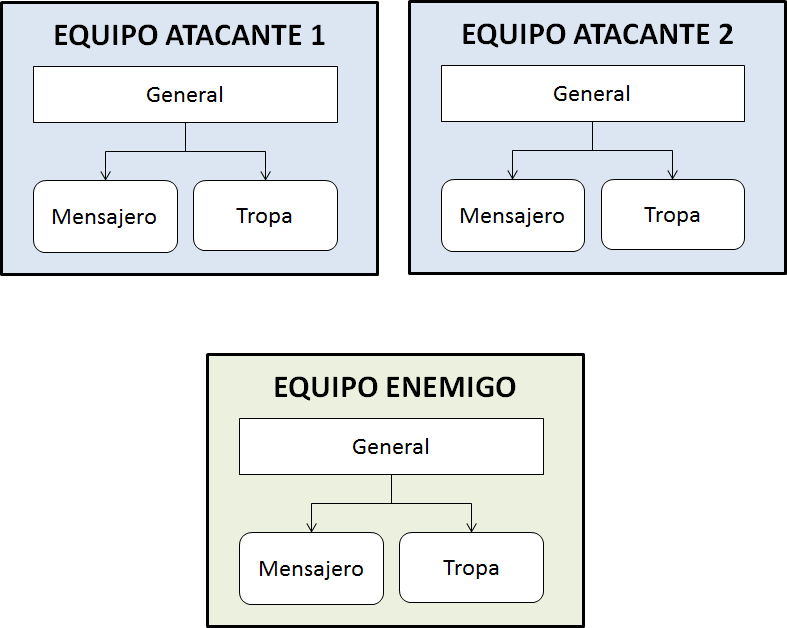 EQUIPO ATACANTE 1
General
Mensajero
Tropa
EQUIPO ATACANTE 2
General
Mensajero
Tropa
EQUIPO ENEMIGO
General
Mensajero
Tropa